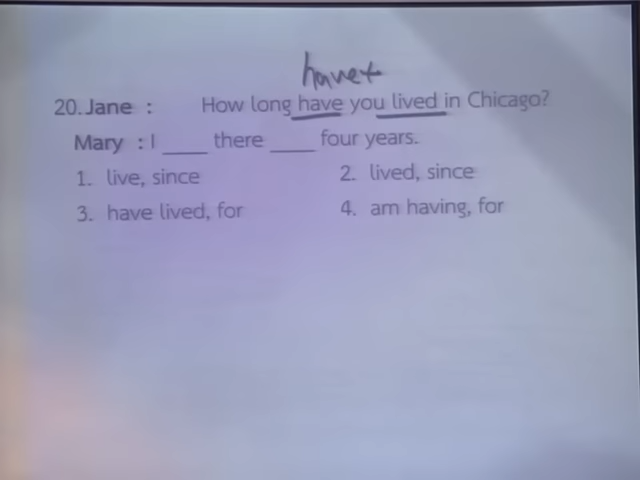 have+
20. Jane : How long have you lived in Chicago?
Mary : I ____ there ____ four years.
1. live, since 2. lived, since
3. have lived, for 4. am having, for